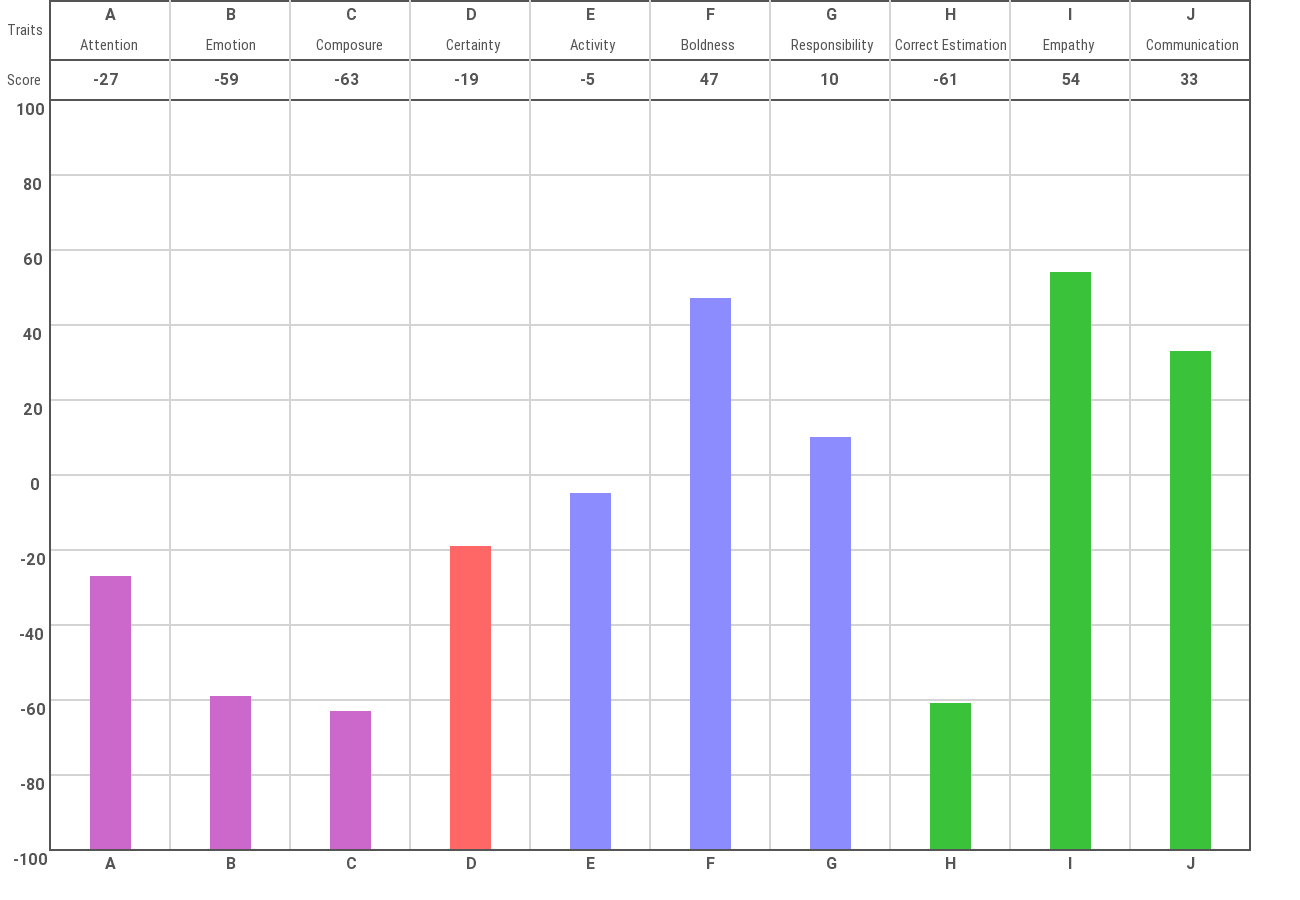 Traits A B C D E F G H I J
Attention Emotion Composure Certainty Activity Boldness Responsibility Correct Estimation Empathy Communication
Score -27 -59 -63 -19 -5 47 10 -61 54 33
100
80
60
40
20
0
-20
-40
-60
-80
-100
A B C D E F G H I J